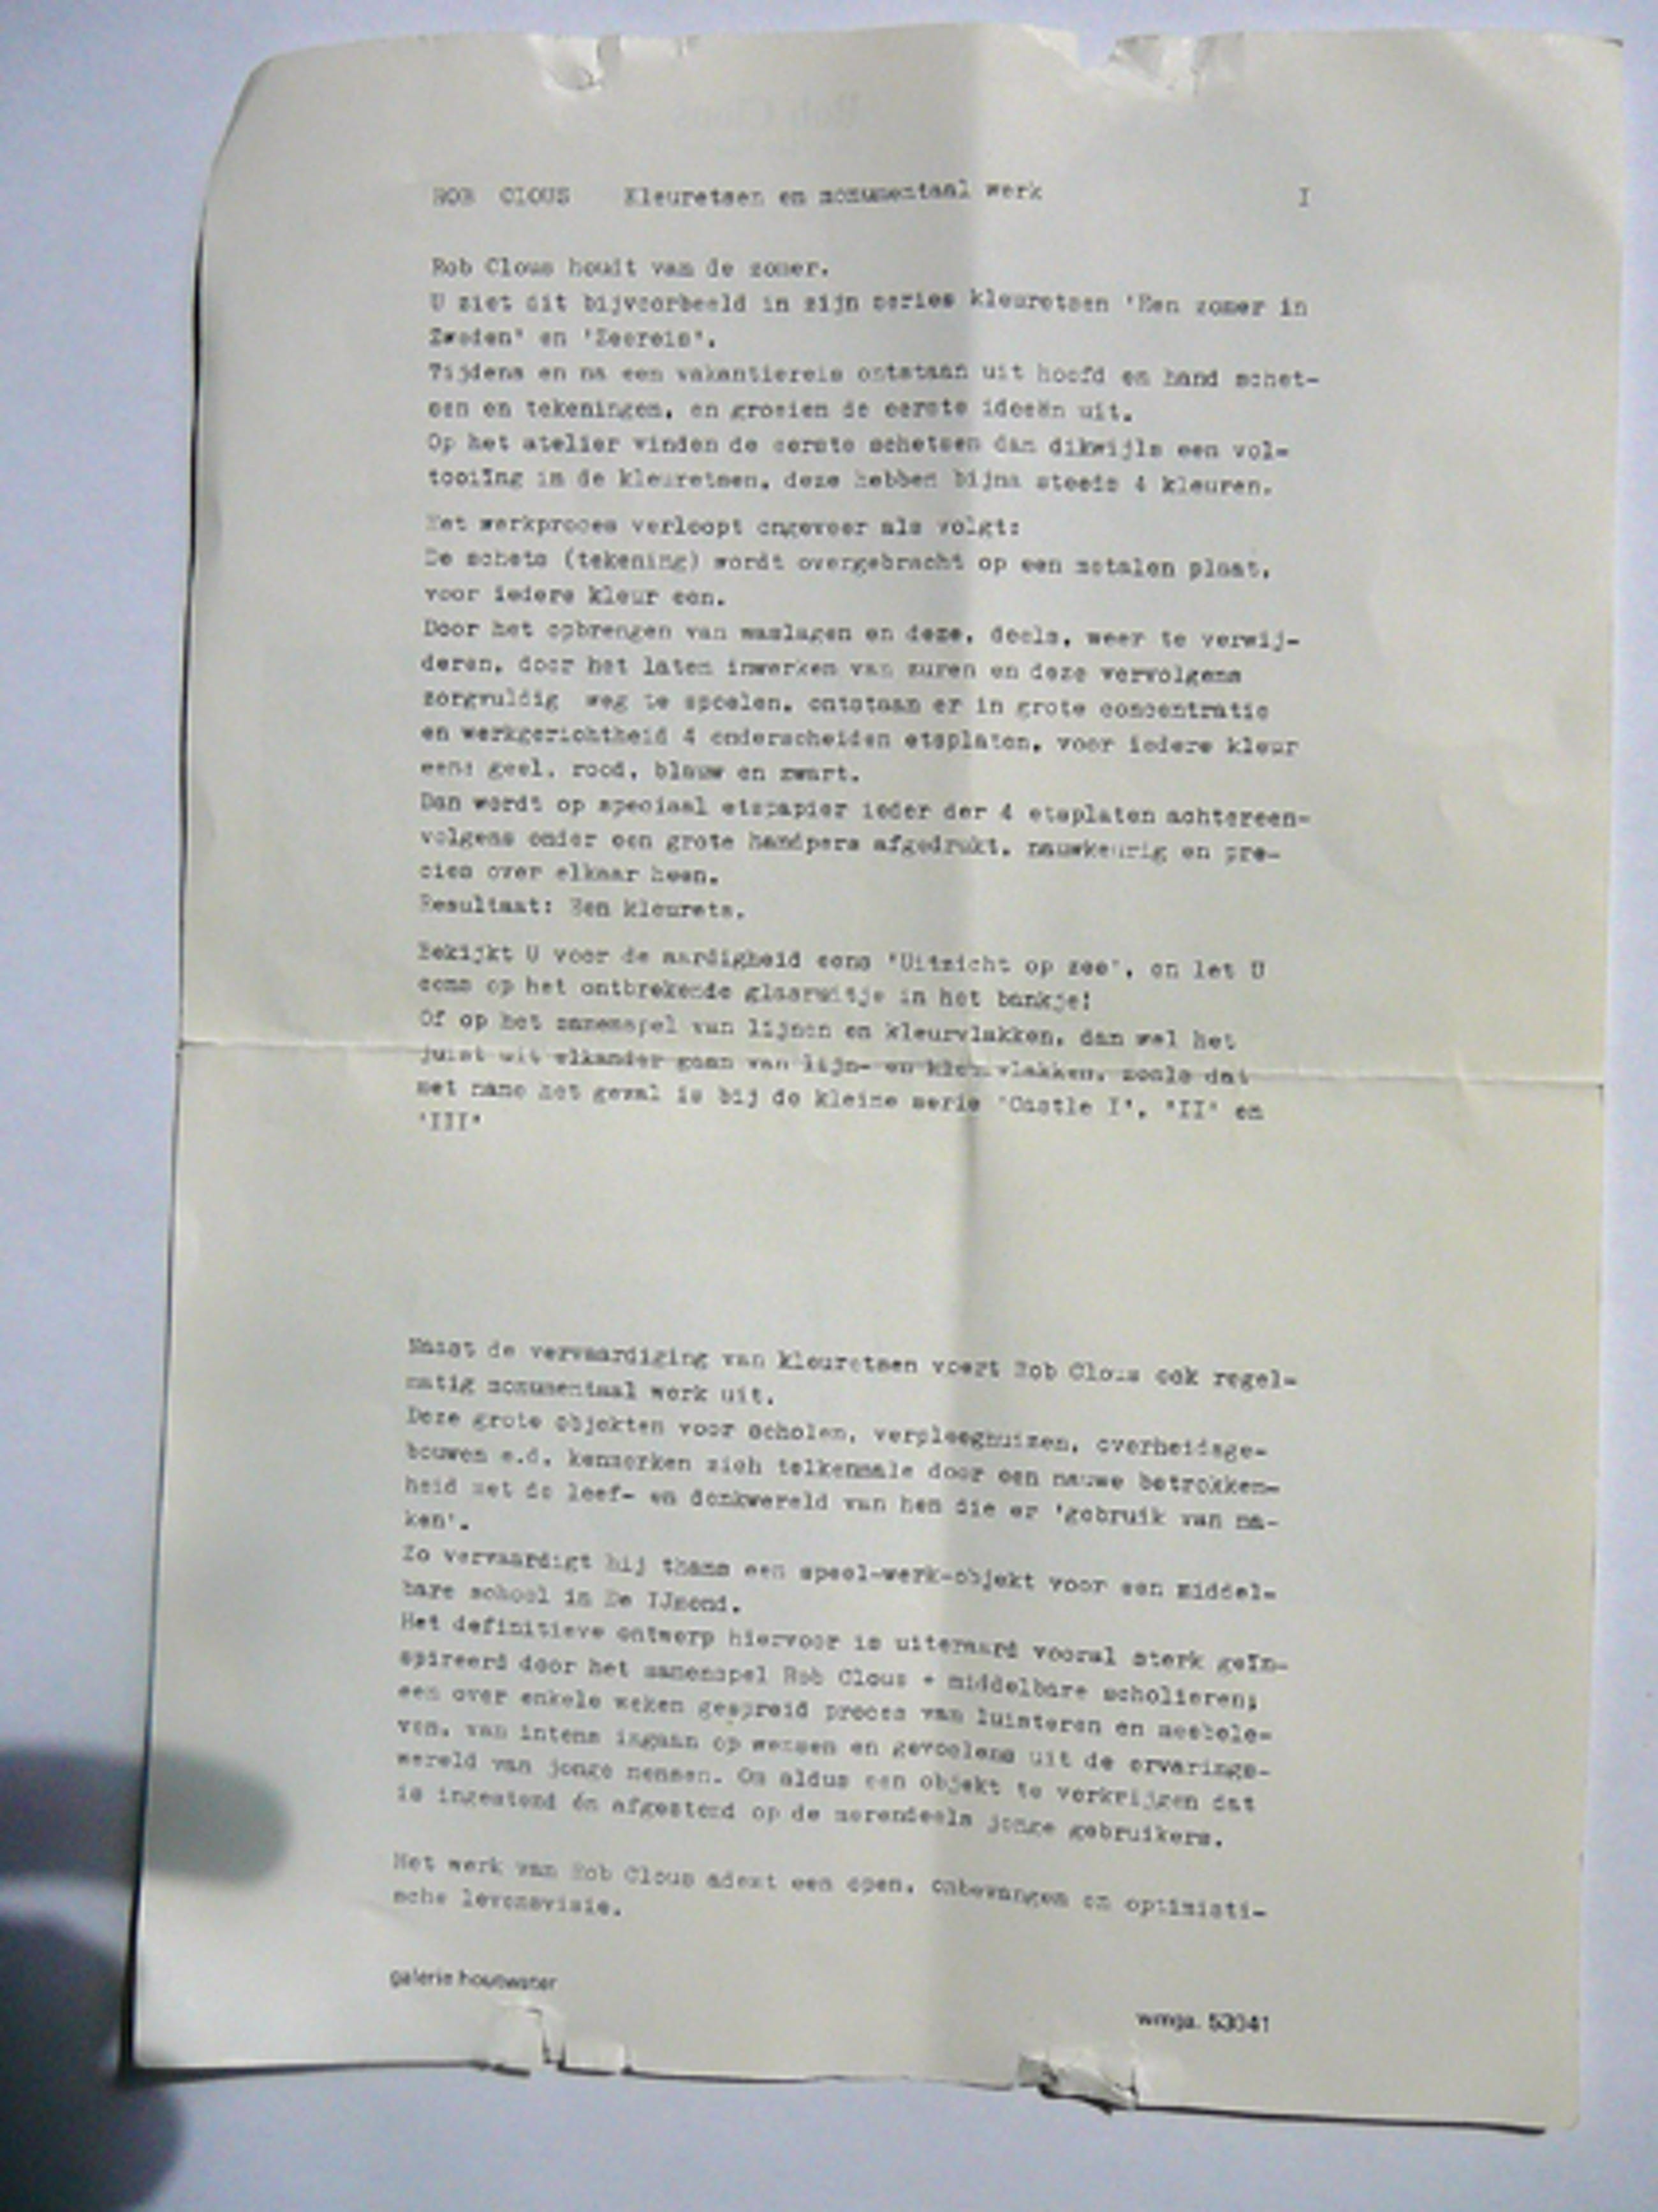 ROB CLOUS Kleuretsen en monumentaal werk I
Rob Clous houdt van de zomer.
U ziet dit bijvoorbeeld in zijn series kleuretsen 'Een zomer in
Zweden' en 'Zeereis'.
Tijdens en na een vakantiereis ontstaan uit hoofd en hand schet-
sen en tekeningen, en groeien de eerste ideeën uit.
Op het atelier vinden de eerste schetsen dan dikwijls een vol-
tooiïng in de kleuretsen, deze hebben bijna steeds 4 kleuren.
Het werkproces verloopt ongeveer als volgt:
De schets (tekening) wordt overgebracht op een metalen plaat,
voor iedere kleur een.
Door het opbrengen van waslagen en deze, deels, weer te verwij-
deren, door het laten inwerken van zuren en deze vervolgens
zorgvuldig weg te spoelen, ontstaan er in grote concentratie
en werkgerichtheid 4 onderscheiden etsplaten, voor iedere kleur
een: geel, rood, blauw en zwart.
Dan wordt op speciaal etspapier ieder der 4 etsplaten achtereen-
volgens onder een grote handpers afgedrukt, nauwkeurig en pre-
cies over elkaar heen.
Resultaat: Een kleurets.
Bekijkt U voor de aardigheid eens 'Uitzicht op zee', en let U
eens op het ontbrekende in het bankje!
Of op het samenspel van lijnen en kleurvlakken, dan wel het
juist uit elkander gaan van lijn- en kleurvlakken, zoals dat
met name het geval is bij de kleine serie 'Castle I', 'II' en
'III'
Naast de vervaardiging van kleuretsen voert Rob Clous ook regel-
matig monumentaal werk uit.
Deze grote objekten voor scholen, verpleeghuizen, overheidsge-
bouwen e.d. kenmerken zich telkenmale door een nauwe betrokken-
heid met de leef- en denkwereld van hen die er 'gebruik van ma-
ken'.
Zo vervaardigt hij thans een speel-werk-objekt voor een middel-
bare school in De IJmond.
Het definitieve ontwerp hiervoor is uiteraard vooral sterk geïn-
spireerd door het samenspel Rob Clous + middelbare scholieren;
een over enkele weken gespreid proces van luisteren en meebele-
ven, van intens ingaan op wensen en gevoelens uit de ervarings-
wereld van jonge mensen. Om aldus een objekt te verkrijgen dat
is ingestemd én afgestemd op de merendeels jonge gebruikers.
Het werk van Rob Clous ademt een open, onbevangen en optimisti-
sche levensvisie.
galerie houtwater
wmga. 53041